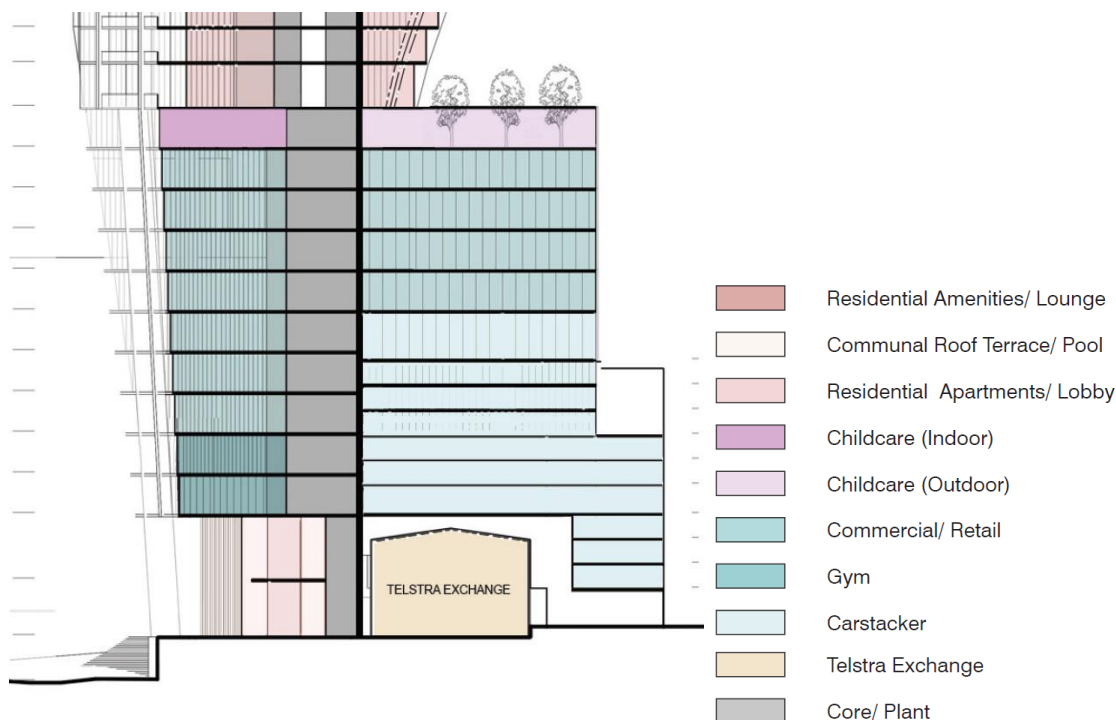 TELSTRA EXCHANGE
Residential Amenities/ Lounge
Communal Roof Terrace/ Pool
Residential Apartments/ Lobby
Childcare (Indoor)
Childcare (Outdoor)
Commercial/ Retail
Gym
Carstacker
Telstra Exchange
Core/ Plant